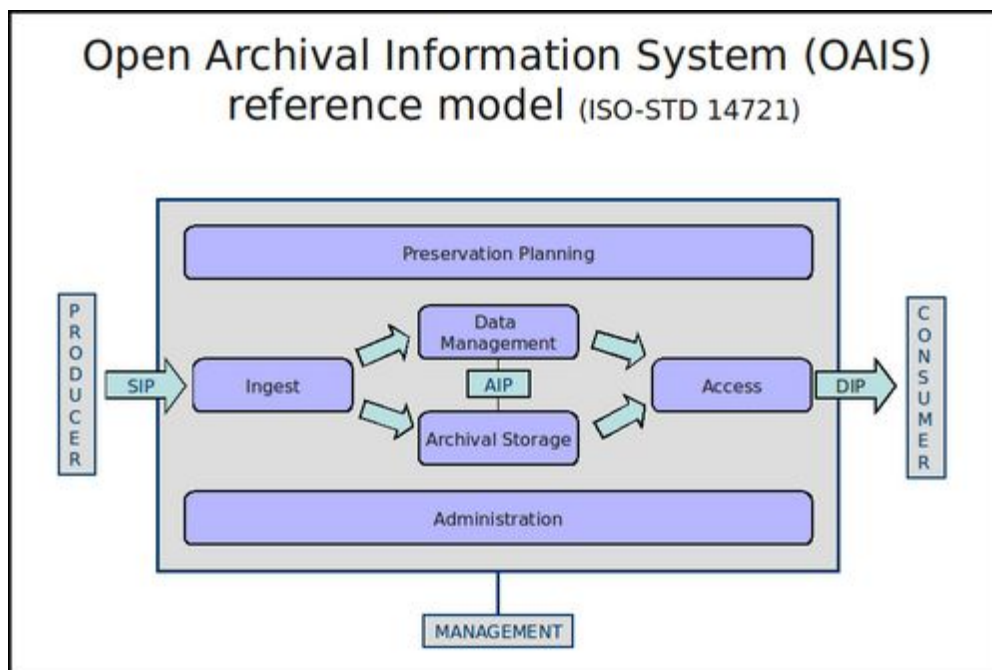 Open Archival Information System (OAIS)
reference model (ISO-STD 14721)
Preservation Planning
PRODUCER
SIP
Ingest
Data
Management
AIP
Archival Storage
Access
DIP
CONSUMER
Administration
MANAGEMENT